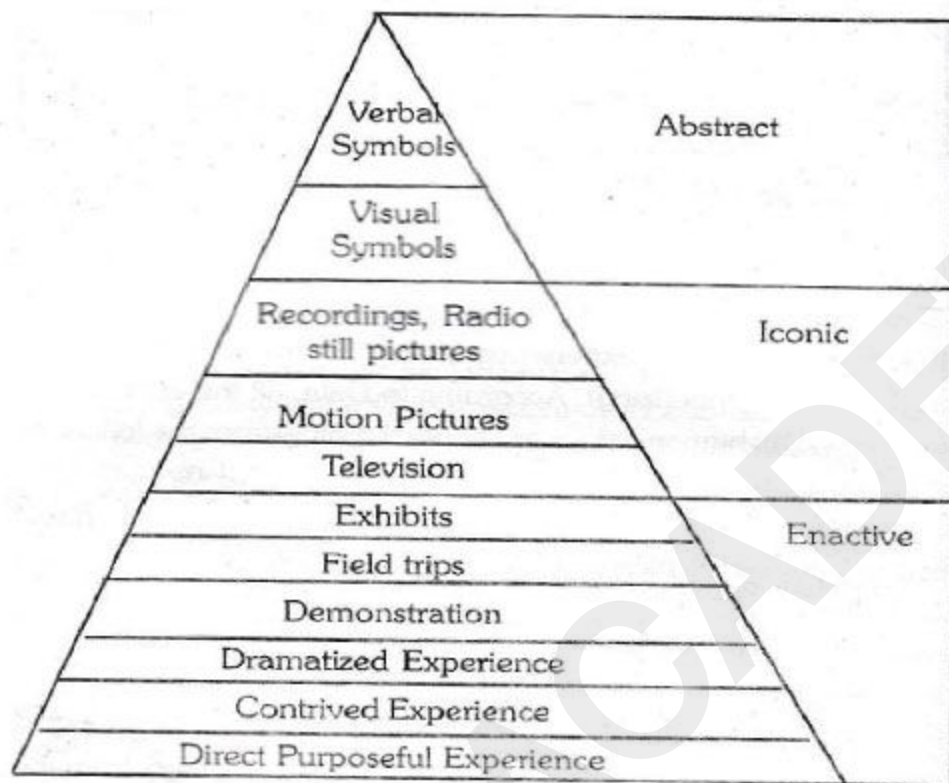 Verbal
Symbols
Abstract
Visual
Symbols
Recordings, Radio
still pictures
Iconic
Motion Pictures
Television
Exhibits
Enactive
Field trips
Demonstration
Dramatized Experience
Contrived Experience
Direct Purposeful Experience